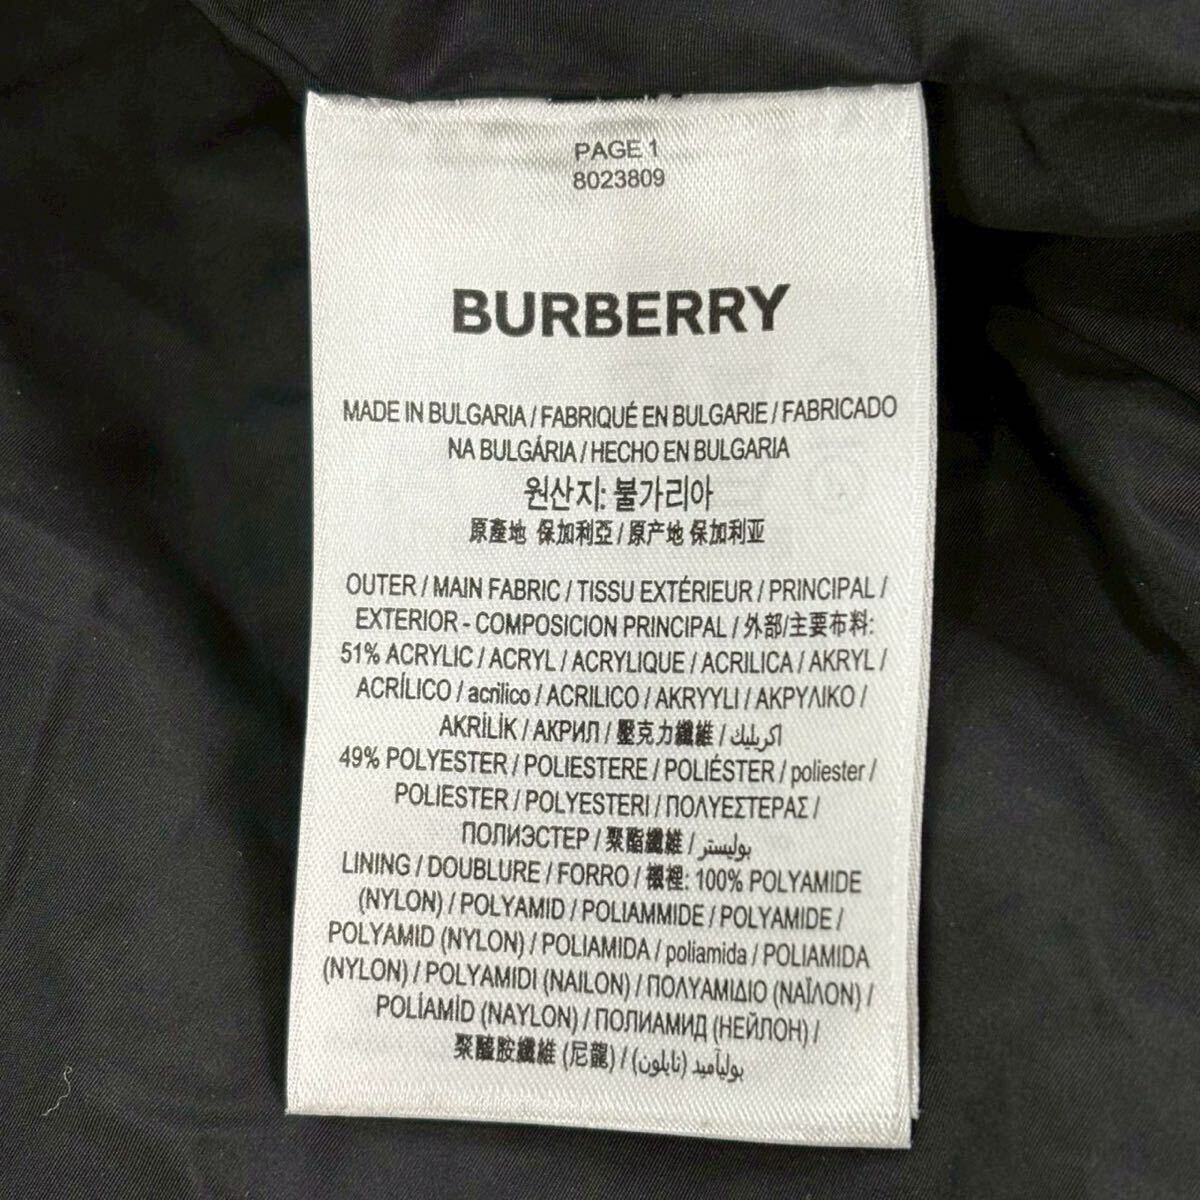 PAGE 1
8023809
BURBERRY
MADE IN BULGARIA / FABRIQUÉ EN BULGARIE / FABRICADO
NA BULGÁRIA / HECHO EN BULGARIA
원산지: 불가리아
原產地 保加利亞 / 原产地 保加利亚
OUTER / MAIN FABRIC / TISSU EXTÉRIEUR / PRINCIPAL /
EXTERIOR - COMPOSICION PRINCIPAL / 外部/主要布料:
51% ACRYLIC / ACRYL / ACRYLIQUE / ACRILICA / AKRYL /
ACRÍLICO / acrilico / ACRILICO / AKRYYLI / ΑΚΡΥΛΙΚΟ /
AKRİLİK / АКРИЛ / 壓克力纖維 / اكريليك
49% POLYESTER / POLIESTERE / POLIÉSTER / poliester /
POLIESTER / POLYESTERI / ΠΟΛΥΕΣΤΕΡΑΣ /
ПОЛИЭСТЕР / 聚酯纖維 / بوليستر
LINING / DOUBLURE / FORRO / 襯裡: 100% POLYAMIDE
(NYLON) / POLYAMID / POLIAMMIDE / POLYAMIDE /
POLYAMID (NYLON) / POLIAMIDA / poliamida / POLIAMIDA
(NYLON) / POLYAMIDI (NAILON) / ΠΟΛΥΑΜΙΔΙΟ (ΝΑΪΛΟΝ) /
POLİAMİD (NAYLON) / ПОЛИАМИД (НЕЙЛОН) /
聚醯胺纖維 (尼龍) / بولياميد (نايلون)